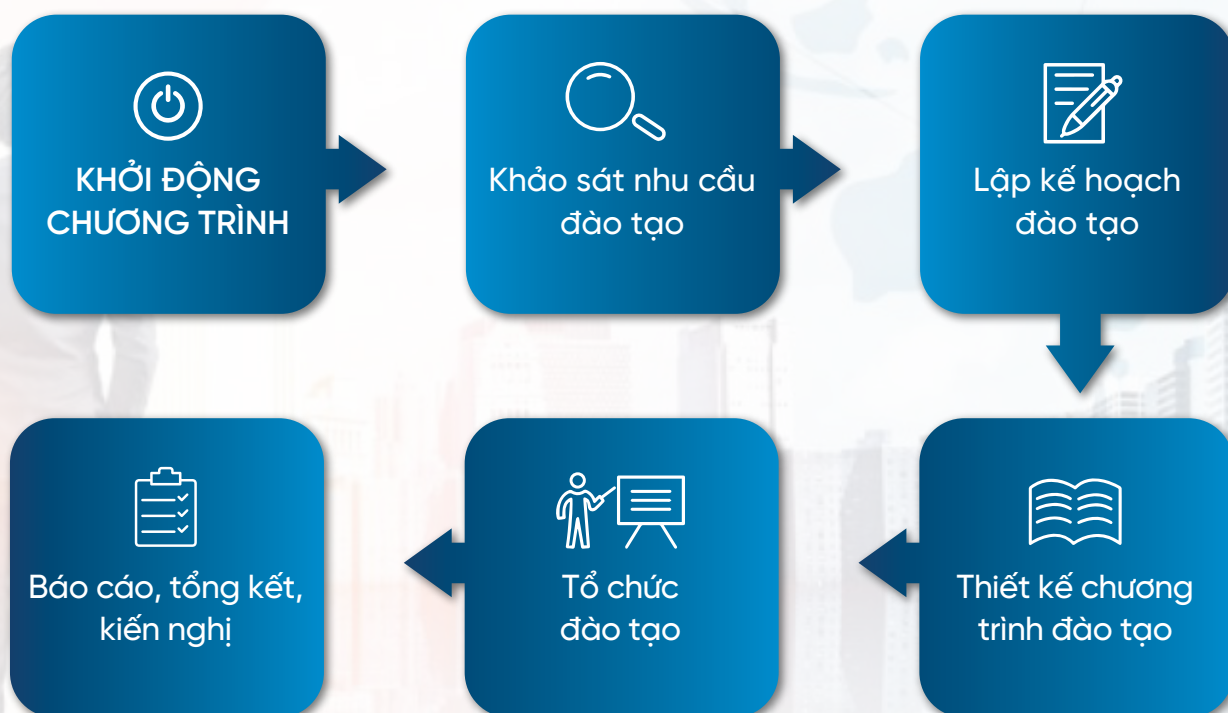 KHỞI ĐỘNG
CHƯƠNG TRÌNH
Khảo sát nhu cầu
đào tạo
Lập kế hoạch
đào tạo
Thiết kế chương
trình đào tạo
Tổ chức
đào tạo
Báo cáo, tổng kết,
kiến nghị